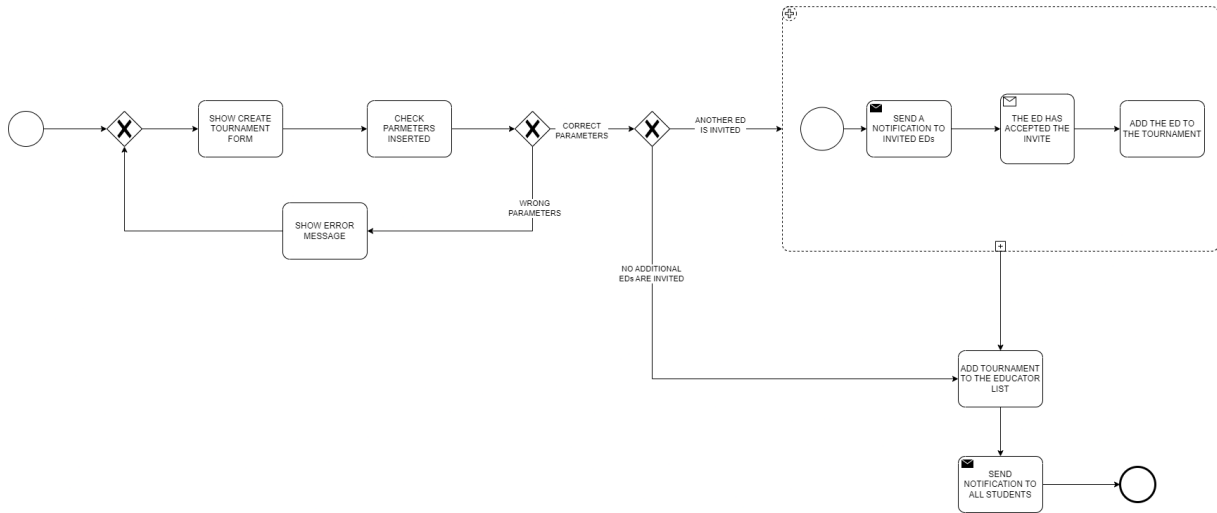 SHOW CREATE
TOURNAMENT
FORM
CHECK
PARMETERS
INSERTED
CORRECT
PARAMETERS
ANOTHER ED
IS INVITED
SEND A
NOTIFICATION TO
INVITED EDs
THE ED HAS
ACCEPTED THE
INVITE
ADD THE ED TO
THE TOURNAMENT
WRONG
PARAMETERS
SHOW ERROR
MESSAGE
NO ADDITIONAL
EDs ARE INVITED
ADD TOURNAMENT
TO THE EDUCATOR
LIST
SEND
NOTIFICATION TO
ALL STUDENTS